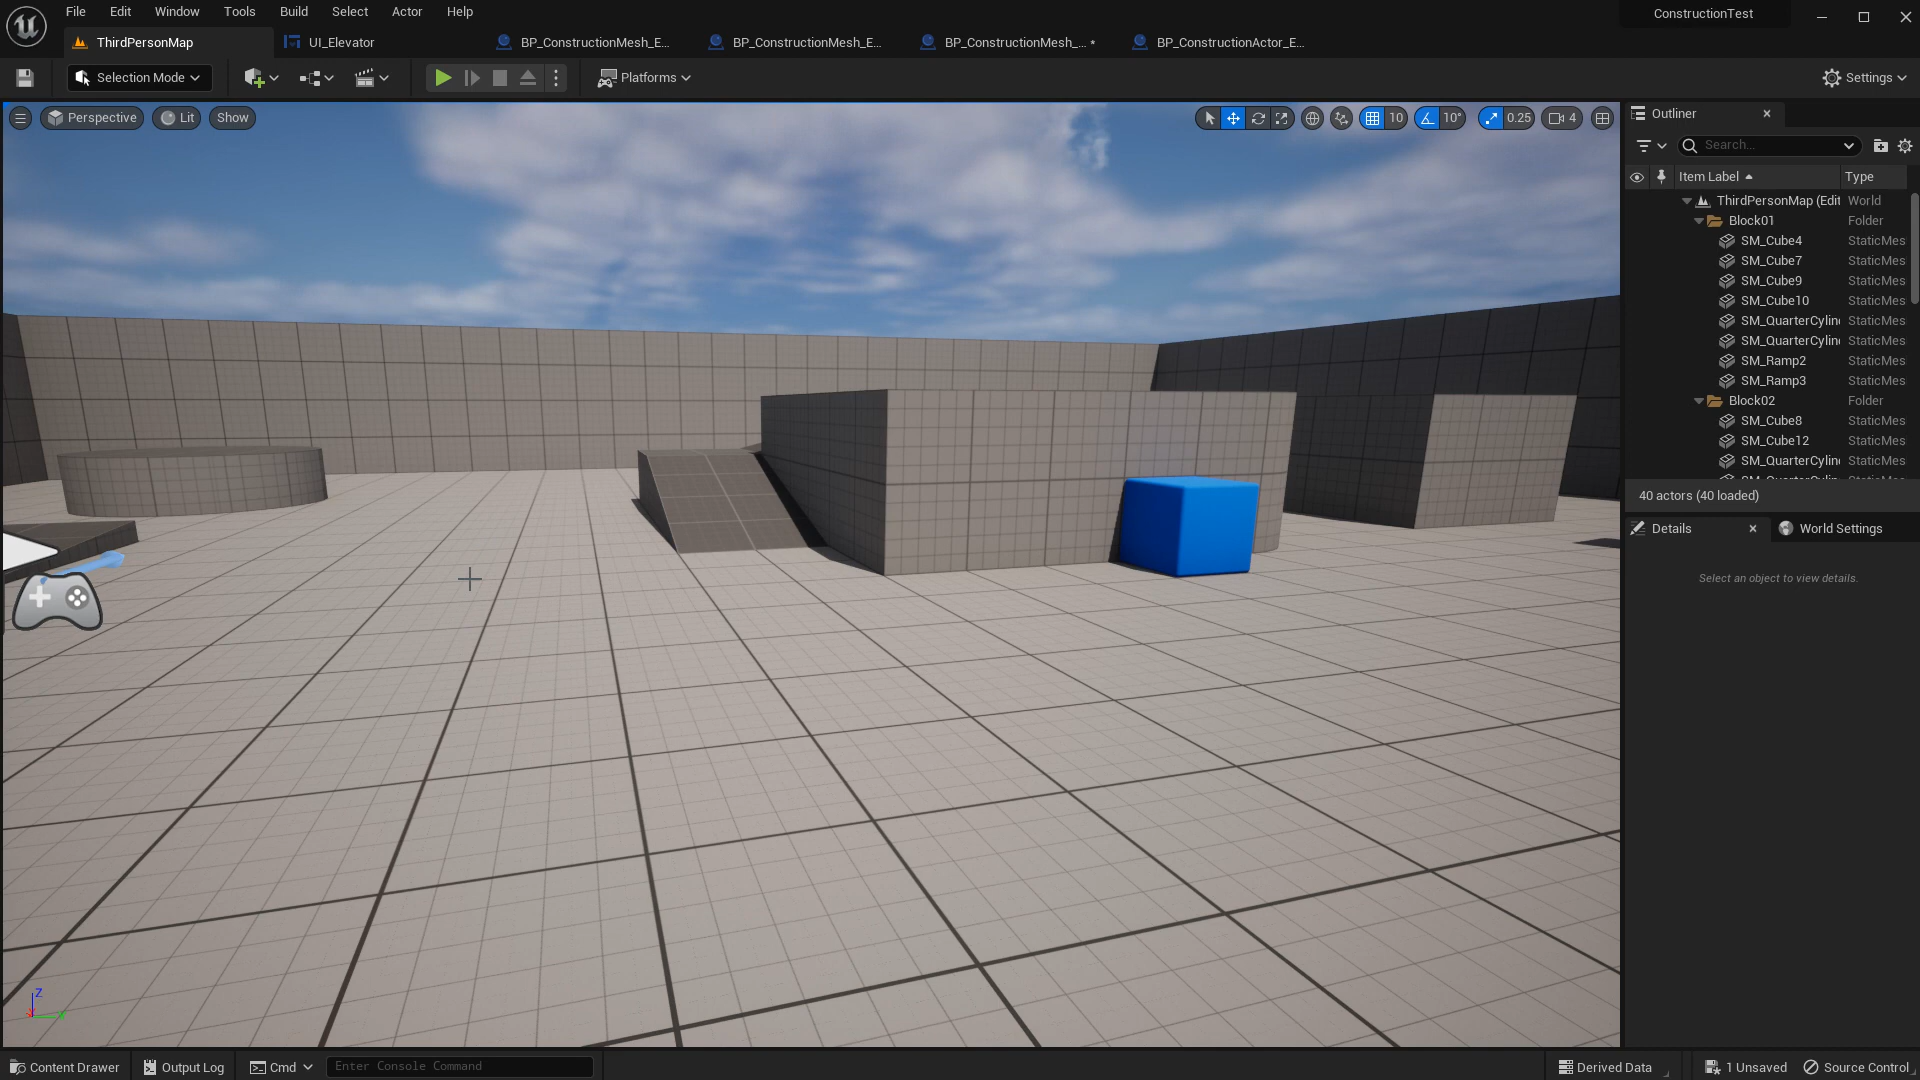 File Edit Window Tools Build Select Actor Help
ConstructionTest
ThirdPersonMap
UI_Elevator
BP_ConstructionMesh_E...
BP_ConstructionMesh_E...
BP_ConstructionMesh_... *
BP_ConstructionActor_E...
Selection Mode
Platforms
Settings
Perspective
Lit
Show
10
10°
0.25
4
Outliner
Search...
Item Label
Type
ThirdPersonMap (Edit World
Block01 Folder
SM_Cube4 StaticMes
SM_Cube7 StaticMes
SM_Cube9 StaticMes
SM_Cube10 StaticMes
SM_QuarterCylin StaticMes
SM_QuarterCylin StaticMes
SM_Ramp2 StaticMes
SM_Ramp3 StaticMes
Block02 Folder
SM_Cube8 StaticMes
SM_Cube12 StaticMes
SM_QuarterCylin StaticMes
40 actors (40 loaded)
Details
World Settings
Select an object to view details.
Z
Content Drawer
Output Log
Cmd
Enter Console Command
Derived Data
1 Unsaved
Source Control